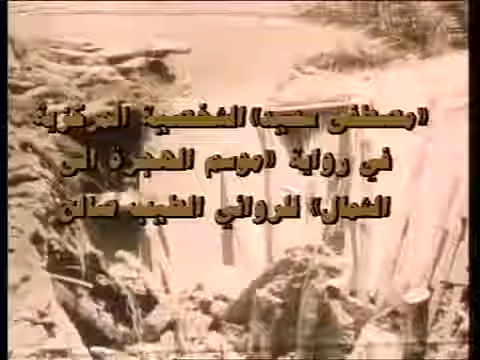 «مصطفى سعيد» الشخصية المركزية
في رواية «موسم الهجرة الى
الشمال» للروائي الطيب صالح